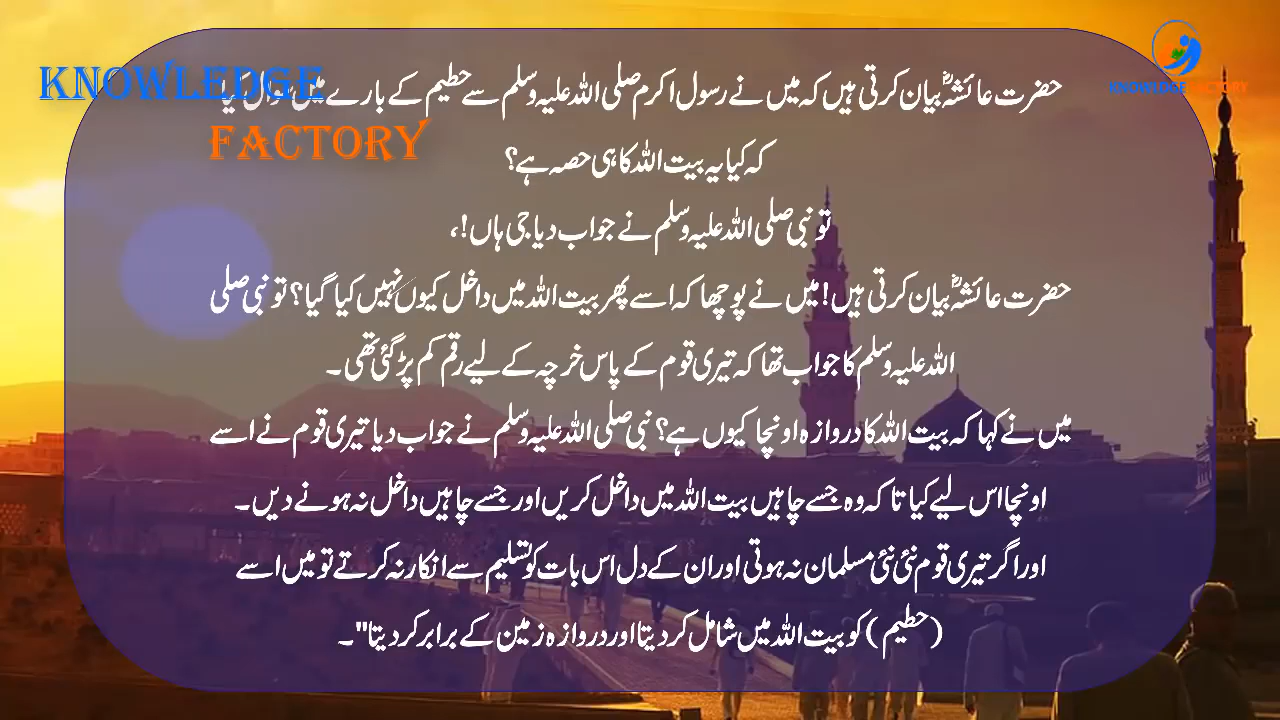 KNOWLEDGE
FACTORY
KNOWLDGEFACTORY
حضرت عائشہؓ بیان کرتی ہیں کہ میں نے رسول اکرم صلی اللہ علیہ وسلم سے حطیم کے بارے میں سوال کیا
کہ کیا یہ بیت اللہ کا ہی حصہ ہے؟
تو نبی صلی اللہ علیہ وسلم نے جواب دیا جی ہاں!،
حضرت عائشہؓ بیان کرتی ہیں! میں نے پوچھا کہ اسے پھر بیت اللہ میں داخل کیوں نہیں کیا گیا؟ تو نبی صلی
اللہ علیہ وسلم کا جواب تھا کہ تیری قوم کے پاس خرچہ کے لیے رقم کم پڑ گئی تھی۔
میں نے کہا کہ بیت اللہ کا دروازہ اونچا کیوں ہے؟ نبی صلی اللہ علیہ وسلم نے جواب دیا تیری قوم نے اسے
اونچا اس لیے کیا تا کہ وہ جسے چاہیں بیت اللہ میں داخل کریں اور جسے چاہیں داخل نہ ہونے دیں۔
اور اگر تیری قوم نئی نئی مسلمان نہ ہوتی اور ان کے دل اس بات کو تسلیم سے انکار نہ کرتے تو میں اسے
(حطیم) کو بیت اللہ میں شامل کر دیتا اور دروازہ زمین کے برابر کر دیتا"۔